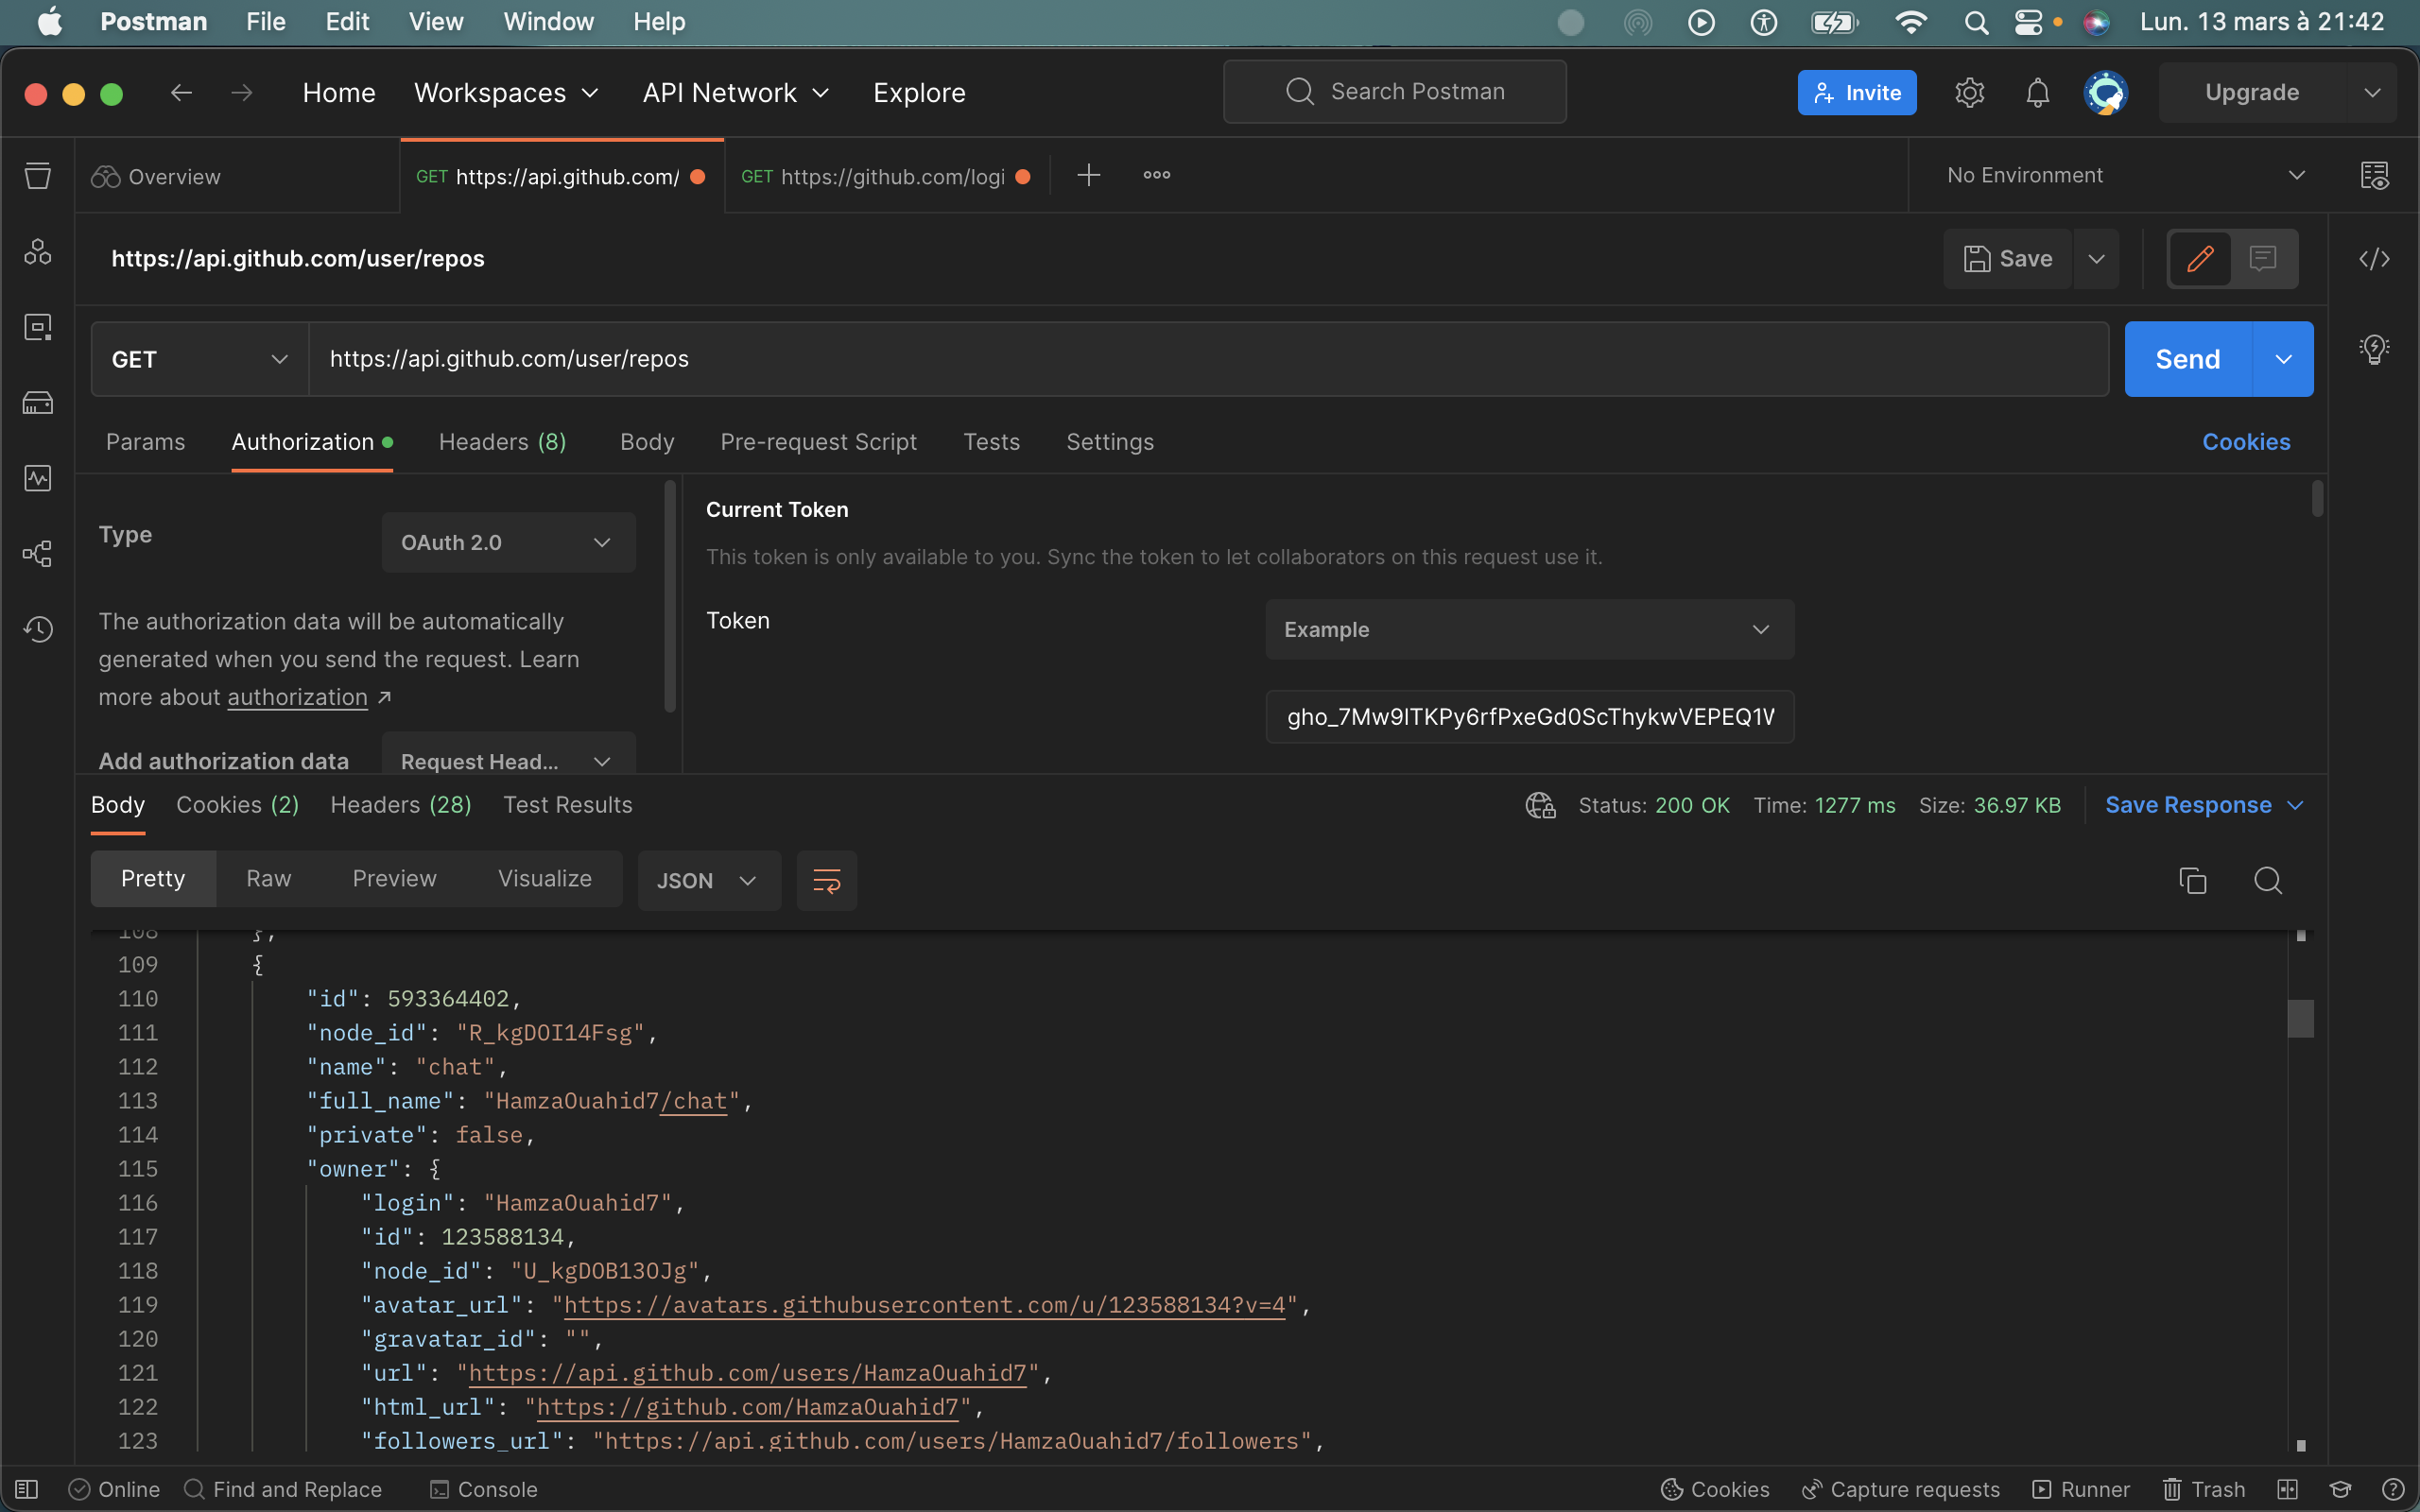 Postman File Edit View Window Help Lun. 13 mars à 21:42
Home Workspaces API Network Explore Search Postman Invite Upgrade
Overview GET https://api.github.com/ GET https://github.com/logi No Environment
https://api.github.com/user/repos Save
GET https://api.github.com/user/repos Send
Params Authorization Headers (8) Body Pre-request Script Tests Settings Cookies
Type OAuth 2.0
The authorization data will be automatically
generated when you send the request. Learn
more about authorization ↗
Add authorization data Request Head...
Current Token
This token is only available to you. Sync the token to let collaborators on this request use it.
Token Example
gho_7Mw9lTKPy6rfPxeGd0ScThykwVEPEQ1V
Body Cookies (2) Headers (28) Test Results Status: 200 OK Time: 1277 ms Size: 36.97 KB Save Response
Pretty Raw Preview Visualize JSON
108 },
109 {
110 "id": 593364402,
111 "node_id": "R_kgDOI14Fsg",
112 "name": "chat",
113 "full_name": "HamzaOuahid7/chat",
114 "private": false,
115 "owner": {
116 "login": "HamzaOuahid7",
117 "id": 123588134,
118 "node_id": "U_kgDOB13OJg",
119 "avatar_url": "https://avatars.githubusercontent.com/u/123588134?v=4",
120 "gravatar_id": "",
121 "url": "https://api.github.com/users/HamzaOuahid7",
122 "html_url": "https://github.com/HamzaOuahid7",
123 "followers_url": "https://api.github.com/users/HamzaOuahid7/followers",
Online Find and Replace Console Cookies Capture requests Runner Trash